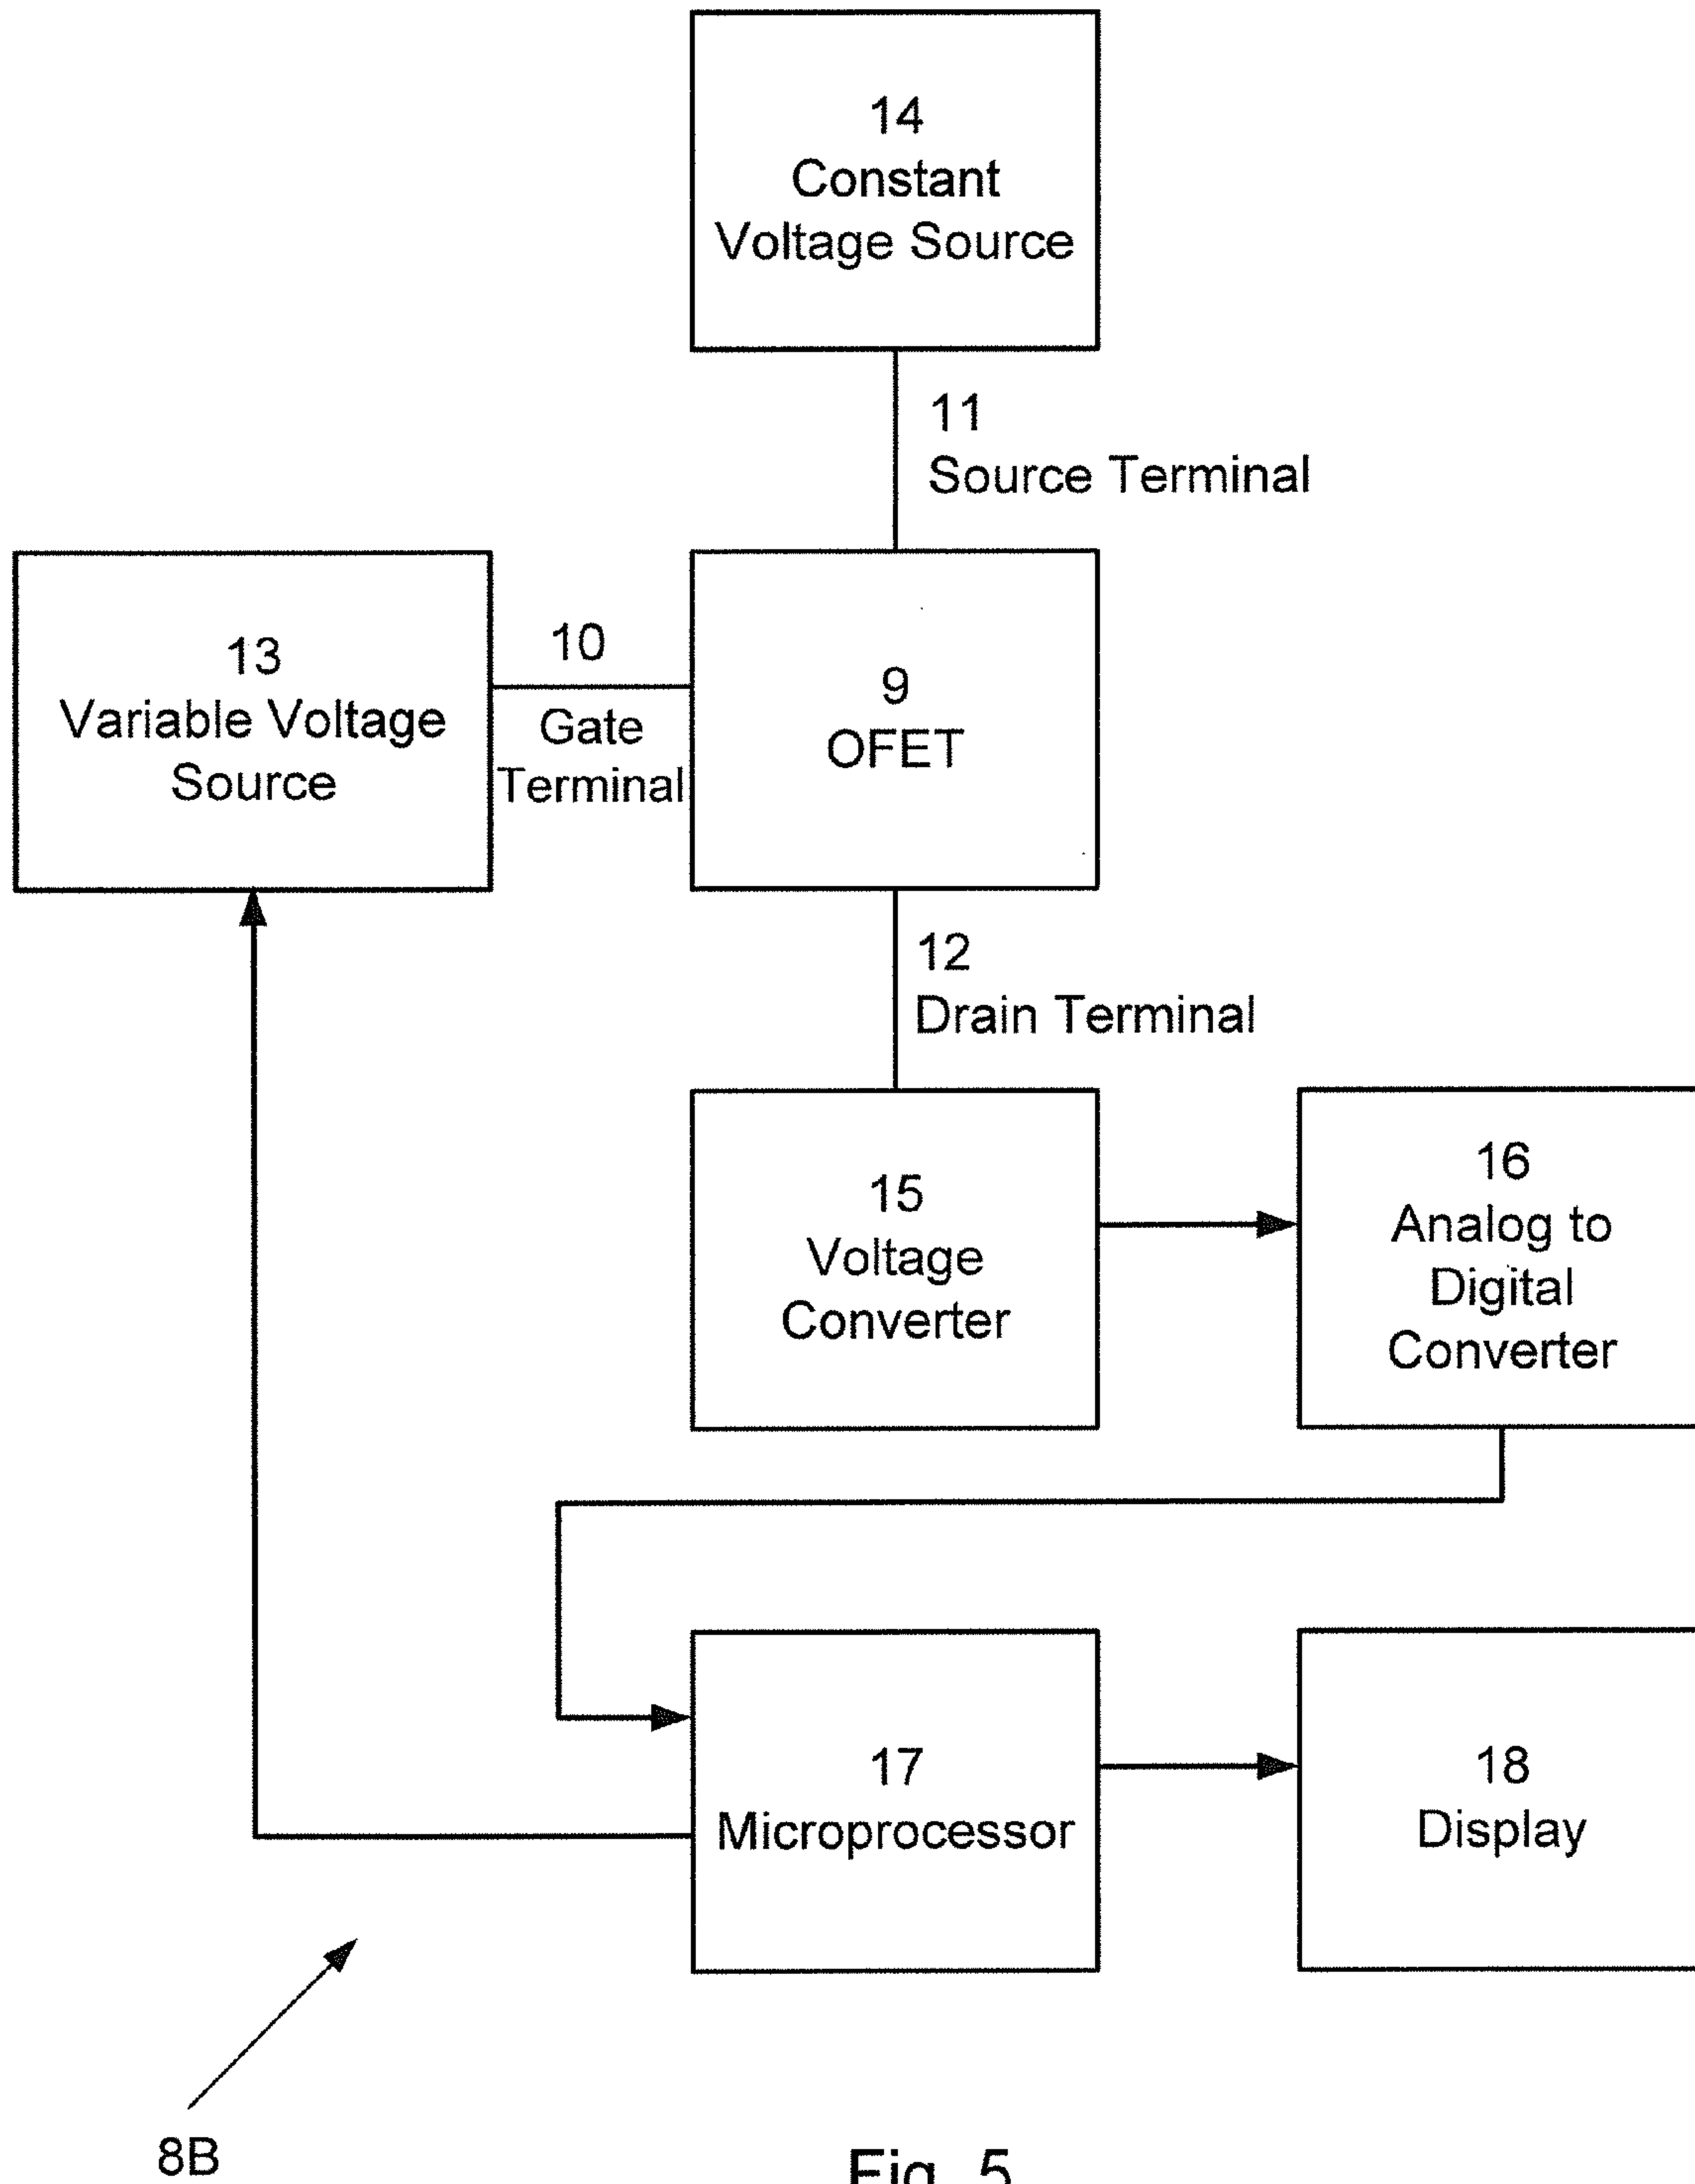 14
Constant
Voltage Source
11
Source Terminal
13
Variable Voltage
Source
10
Gate
Terminal
9
OFET
12
Drain Terminal
15
Voltage
Converter
16
Analog to
Digital
Converter
17
Microprocessor
18
Display
8B
Fig. 5